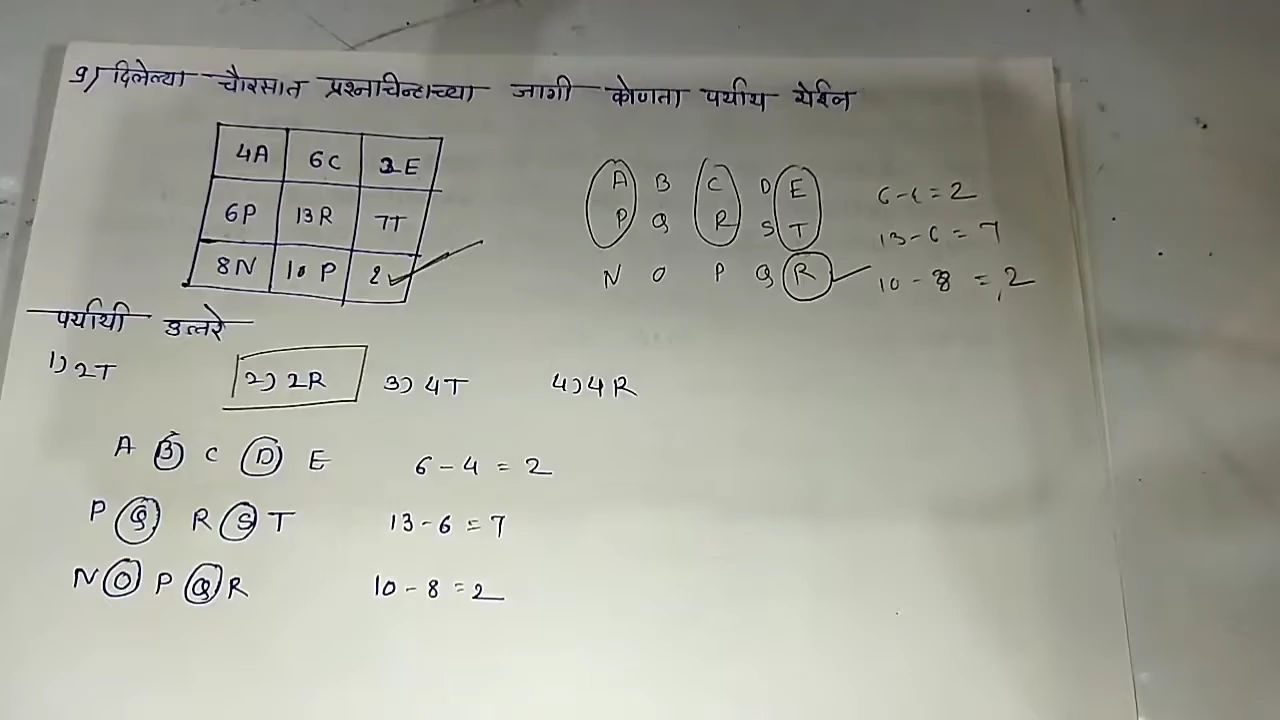 9) दिलेल्या चौरसात प्रश्नचिन्हाच्या जागी कोणता पर्याय येईल
4A 6C 2E
6P 13R 7T
8N 10 P 2
A B C D E 6-4=2
P Q R S T 13-6=7
N O P Q R 10-8=2
पर्यायी उत्तरे
1) 2T 2) 2R 3) 4T 4) 4R
A B C D E 6-4=2
P Q R S T 13-6=7
N O P Q R 10-8=2